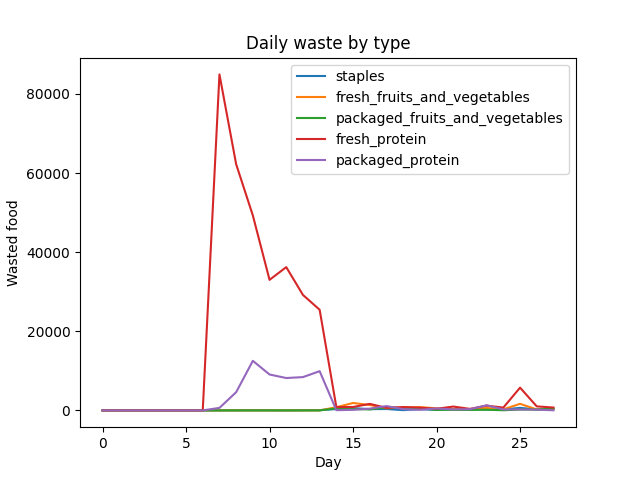 Daily waste by type
staples
fresh_fruits_and_vegetables
packaged_fruits_and_vegetables
fresh_protein
packaged_protein
Wasted food
80000
60000
40000
20000
0
0 5 10 15 20 25
Day